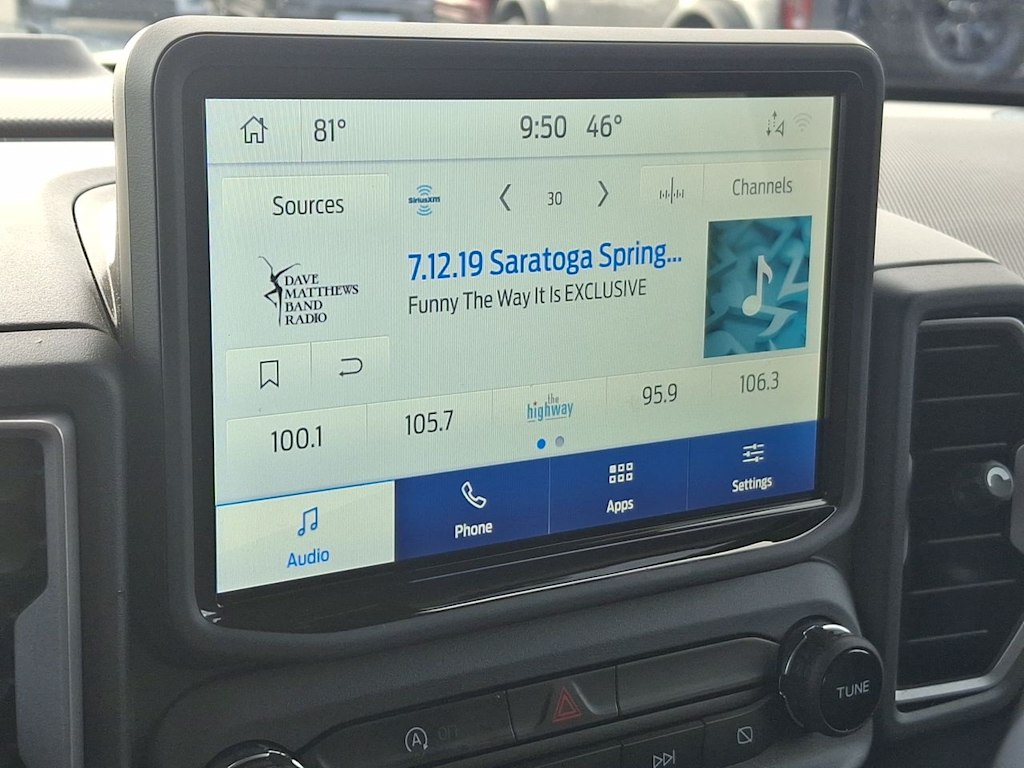 81°
9:50 46°
Sources
SiriusXM
30
Channels
DAVE
MATTHEWS
BAND
RADIO
7.12.19 Saratoga Spring...
Funny The Way It Is EXCLUSIVE
100.1
105.7
the
highway
95.9
106.3
Audio
Phone
Apps
Settings
A OFF
TUNE